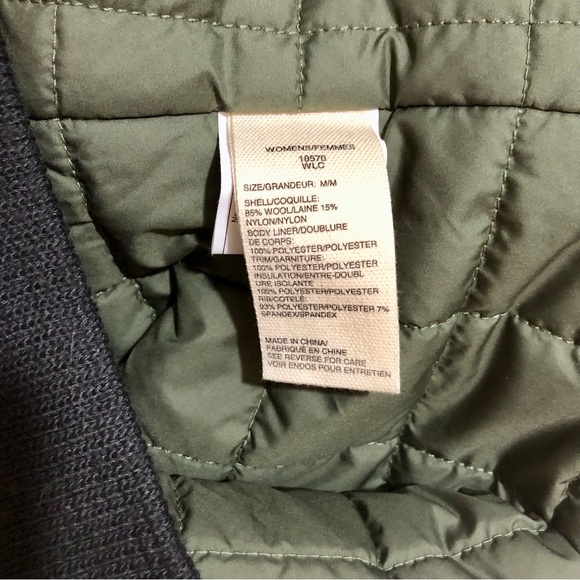 WOMENS/FEMMES
18570
WLC
SIZE/GRANDEUR: M/M
SHELL/COQUILLE:
85% WOOL/LAINE 15%
NYLON/NYLON
BODY LINER/DOUBLURE
DE CORPS:
100% POLYESTER/POLYESTER
TRIM/GARNITURE:
100% POLYESTER/POLYESTER
INSULATION/ENTRE-DOUBL
URE ISOLANTE
100% POLYESTER/POLYESTER
RIB/COTELÉ:
93% POLYESTER/POLYESTER 7%
SPANDEX/SPANDEX
MADE IN CHINA/
FABRIQUÉ EN CHINE
SEE REVERSE FOR CARE
VOIR ENDOS POUR ENTRETIEN